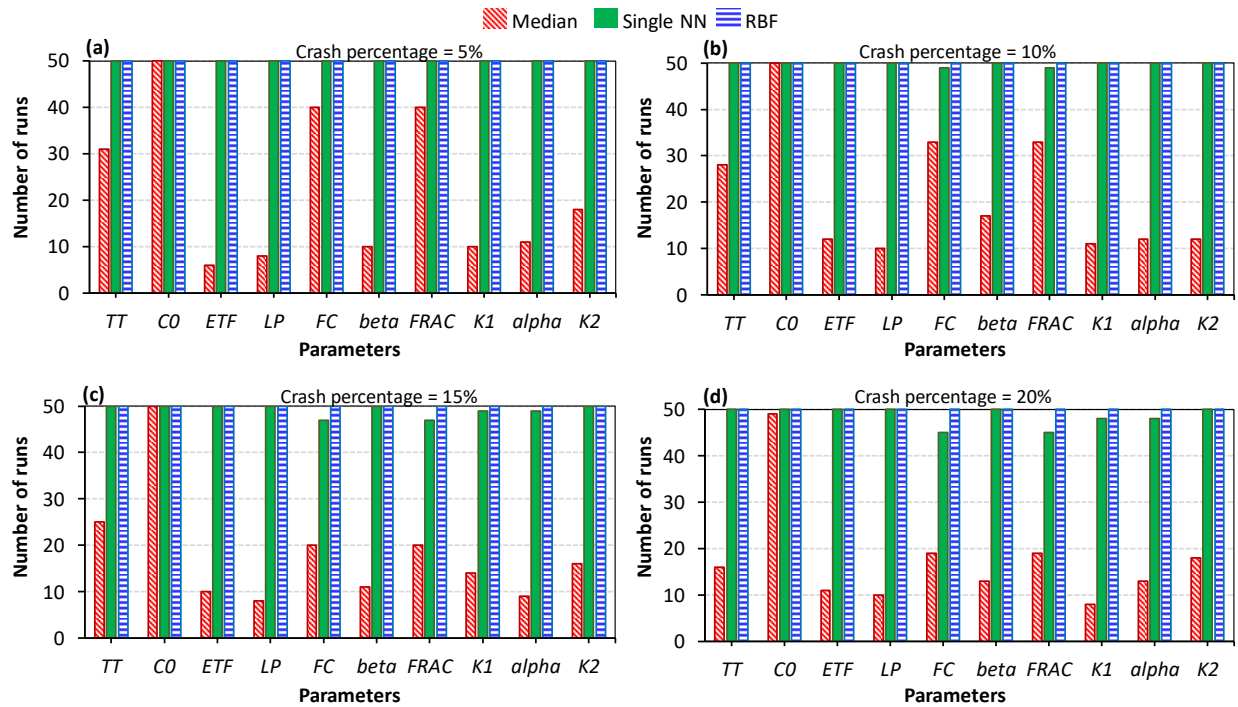 Median Single NN RBF
(a) Crash percentage = 5%
Number of runs
50
40
30
20
10
0
TT C0 ETF LP FC beta FRAC K1 alpha K2
Parameters
(b) Crash percentage = 10%
Number of runs
50
40
30
20
10
0
TT C0 ETF LP FC beta FRAC K1 alpha K2
Parameters
(c) Crash percentage = 15%
Number of runs
50
40
30
20
10
0
TT C0 ETF LP FC beta FRAC K1 alpha K2
Parameters
(d) Crash percentage = 20%
Number of runs
50
40
30
20
10
0
TT C0 ETF LP FC beta FRAC K1 alpha K2
Parameters